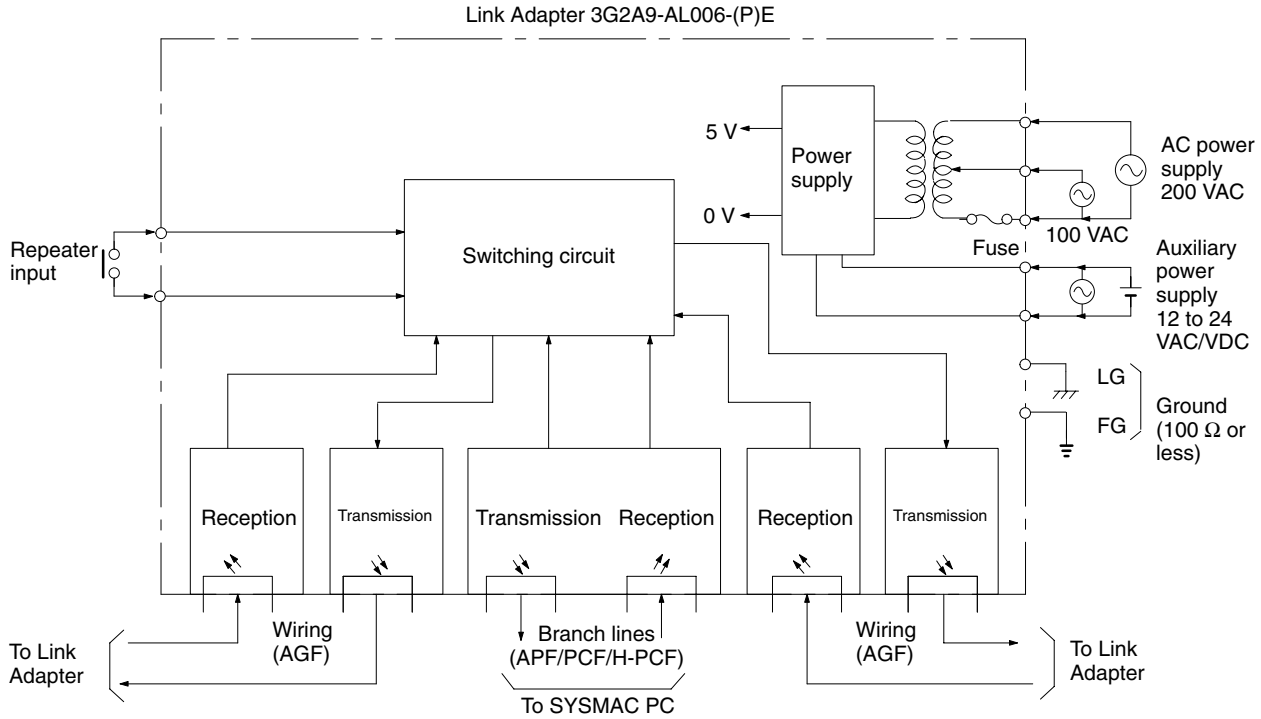 Link Adapter 3G2A9-AL006-(P)E
5 V
Power
supply
0 V
AC power
supply
200 VAC
100 VAC
Fuse
Repeater
input
Switching circuit
Auxiliary
power
supply
12 to 24
VAC/VDC
LG
FG
Ground
(100 Ω or
less)
Reception
Transmission
Transmission
Reception
Reception
Transmission
To Link
Adapter
Wiring
(AGF)
Branch lines
(APF/PCF/H-PCF)
To SYSMAC PC
Wiring
(AGF)
To Link
Adapter